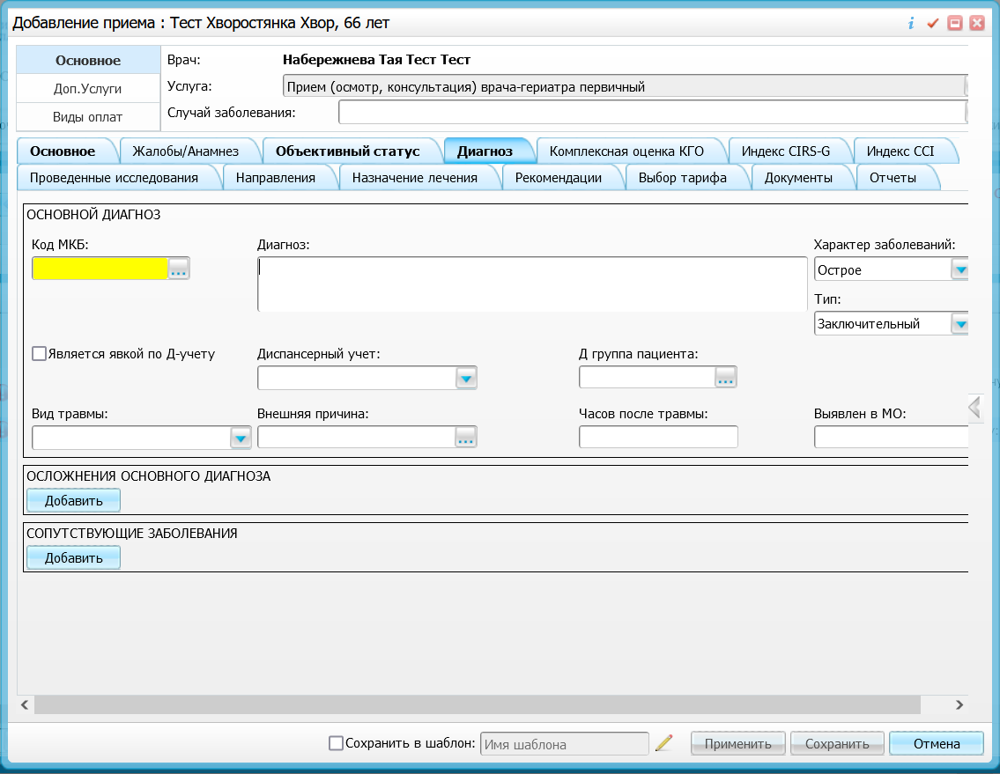 Добавление приема : Тест Хворостянка Хвор, 66 лет
Основное
Доп.Услуги
Виды оплат
Врач: Набережнева Тая Тест Тест
Услуга: Прием (осмотр, консультация) врача-гериатра первичный
Случай заболевания:
Основное Жалобы/Анамнез Объективный статус Диагноз Комплексная оценка КГО Индекс CIRS-G Индекс CCI
Проведенные исследования Направления Назначение лечения Рекомендации Выбор тарифа Документы Отчеты
ОСНОВНОЙ ДИАГНОЗ
Код МКБ: Диагноз: Характер заболеваний:
... Острое
Тип:
Заключительный
Является явкой по Д-учету Диспансерный учет: Д группа пациента:
...
Вид травмы: Внешняя причина: Часов после травмы: Выявлен в МО:
...
ОСЛОЖНЕНИЯ ОСНОВНОГО ДИАГНОЗА
Добавить
СОПУТСТВУЮЩИЕ ЗАБОЛЕВАНИЯ
Добавить
Сохранить в шаблон: Имя шаблона Применить Сохранить Отмена